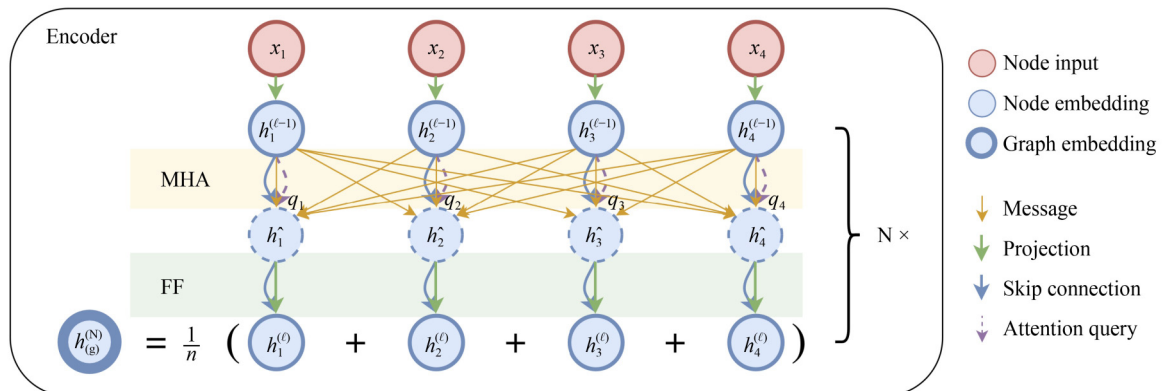 Encoder
x₁ x₂ x₃ x₄
Node input
Node embedding
Graph embedding
h₁^(ℓ−1) h₂^(ℓ−1) h₃^(ℓ−1) h₄^(ℓ−1)
MHA
q₁ q₂ q₃ q₄
ĥ₁ ĥ₂ ĥ₃ ĥ₄
N ×
Message
Projection
Skip connection
Attention query
FF
h₍g₎^(N) = 1/n ( h₁^(ℓ) + h₂^(ℓ) + h₃^(ℓ) + h₄^(ℓ) )